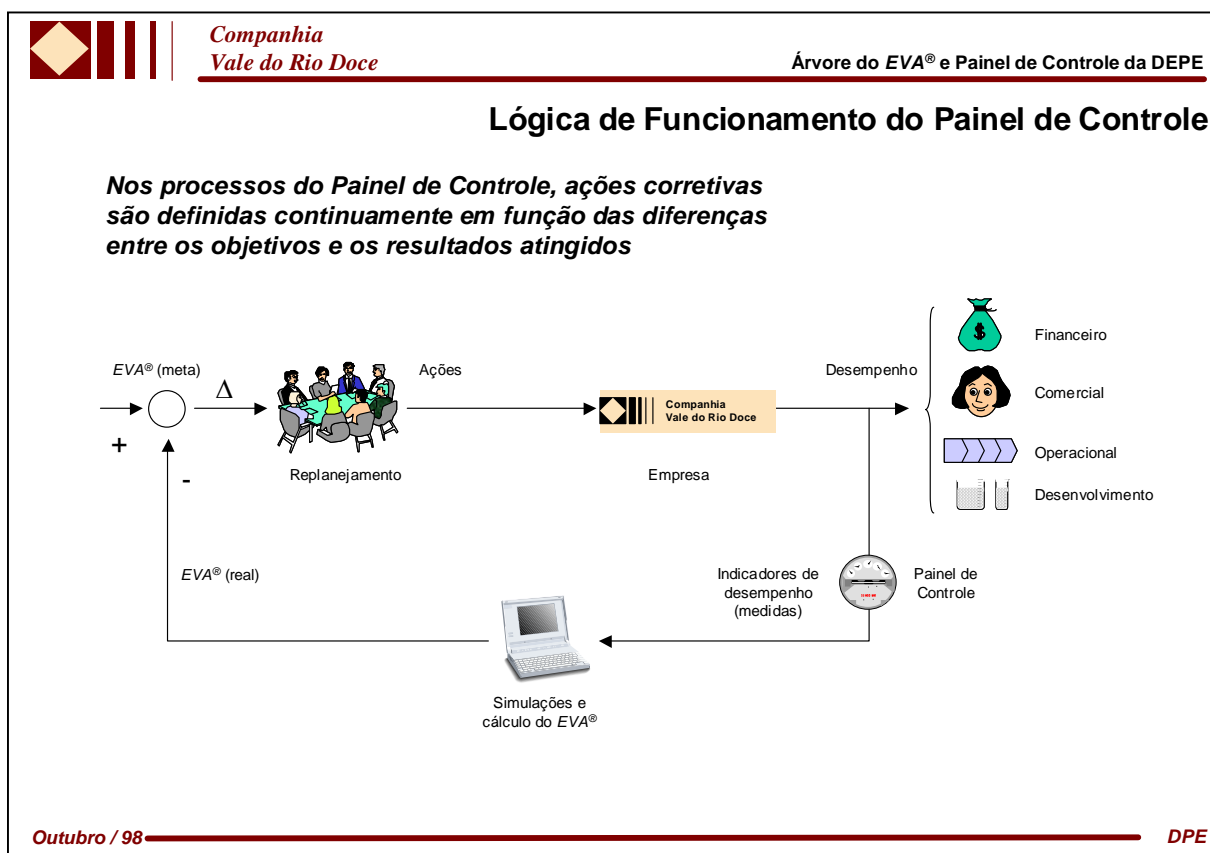 Companhia
Vale do Rio Doce
Árvore do EVA® e Painel de Controle da DEPE
Lógica de Funcionamento do Painel de Controle
Nos processos do Painel de Controle, ações corretivas
são definidas continuamente em função das diferenças
entre os objetivos e os resultados atingidos
EVA® (meta)
Δ
+
-
Replanejamento
Ações
Companhia
Vale do Rio Doce
Empresa
Desempenho
$
Financeiro
Comercial
Operacional
Desenvolvimento
Indicadores de
desempenho
(medidas)
Painel de
Controle
Simulações e
cálculo do EVA®
EVA® (real)
Outubro / 98
DPE